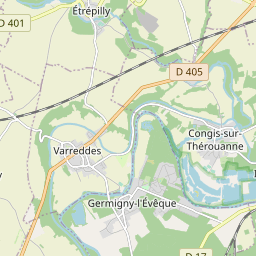 D 401
Étrépilly
D 405
Congis-sur-
Thérouanne
Varreddes
Germigny-l'Évêque
D 17